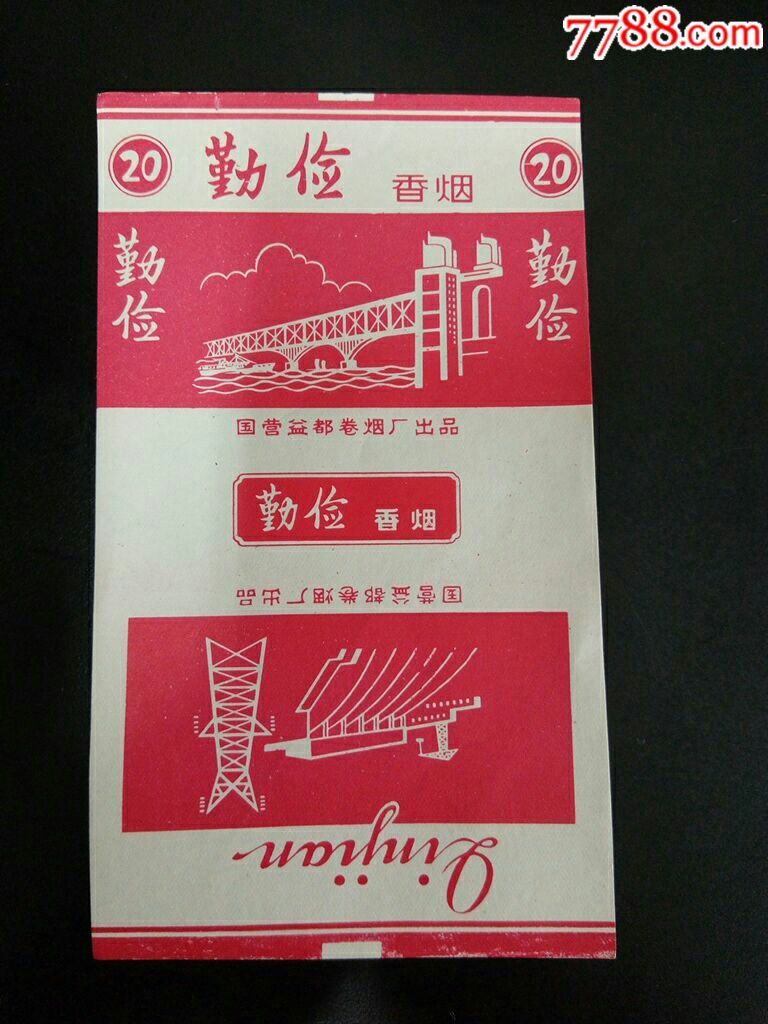 7788.com
20 勤俭 香烟 20
勤俭
勤俭
国营益都卷烟厂出品
勤俭 香烟
国营益都卷烟厂出品
Qinjian